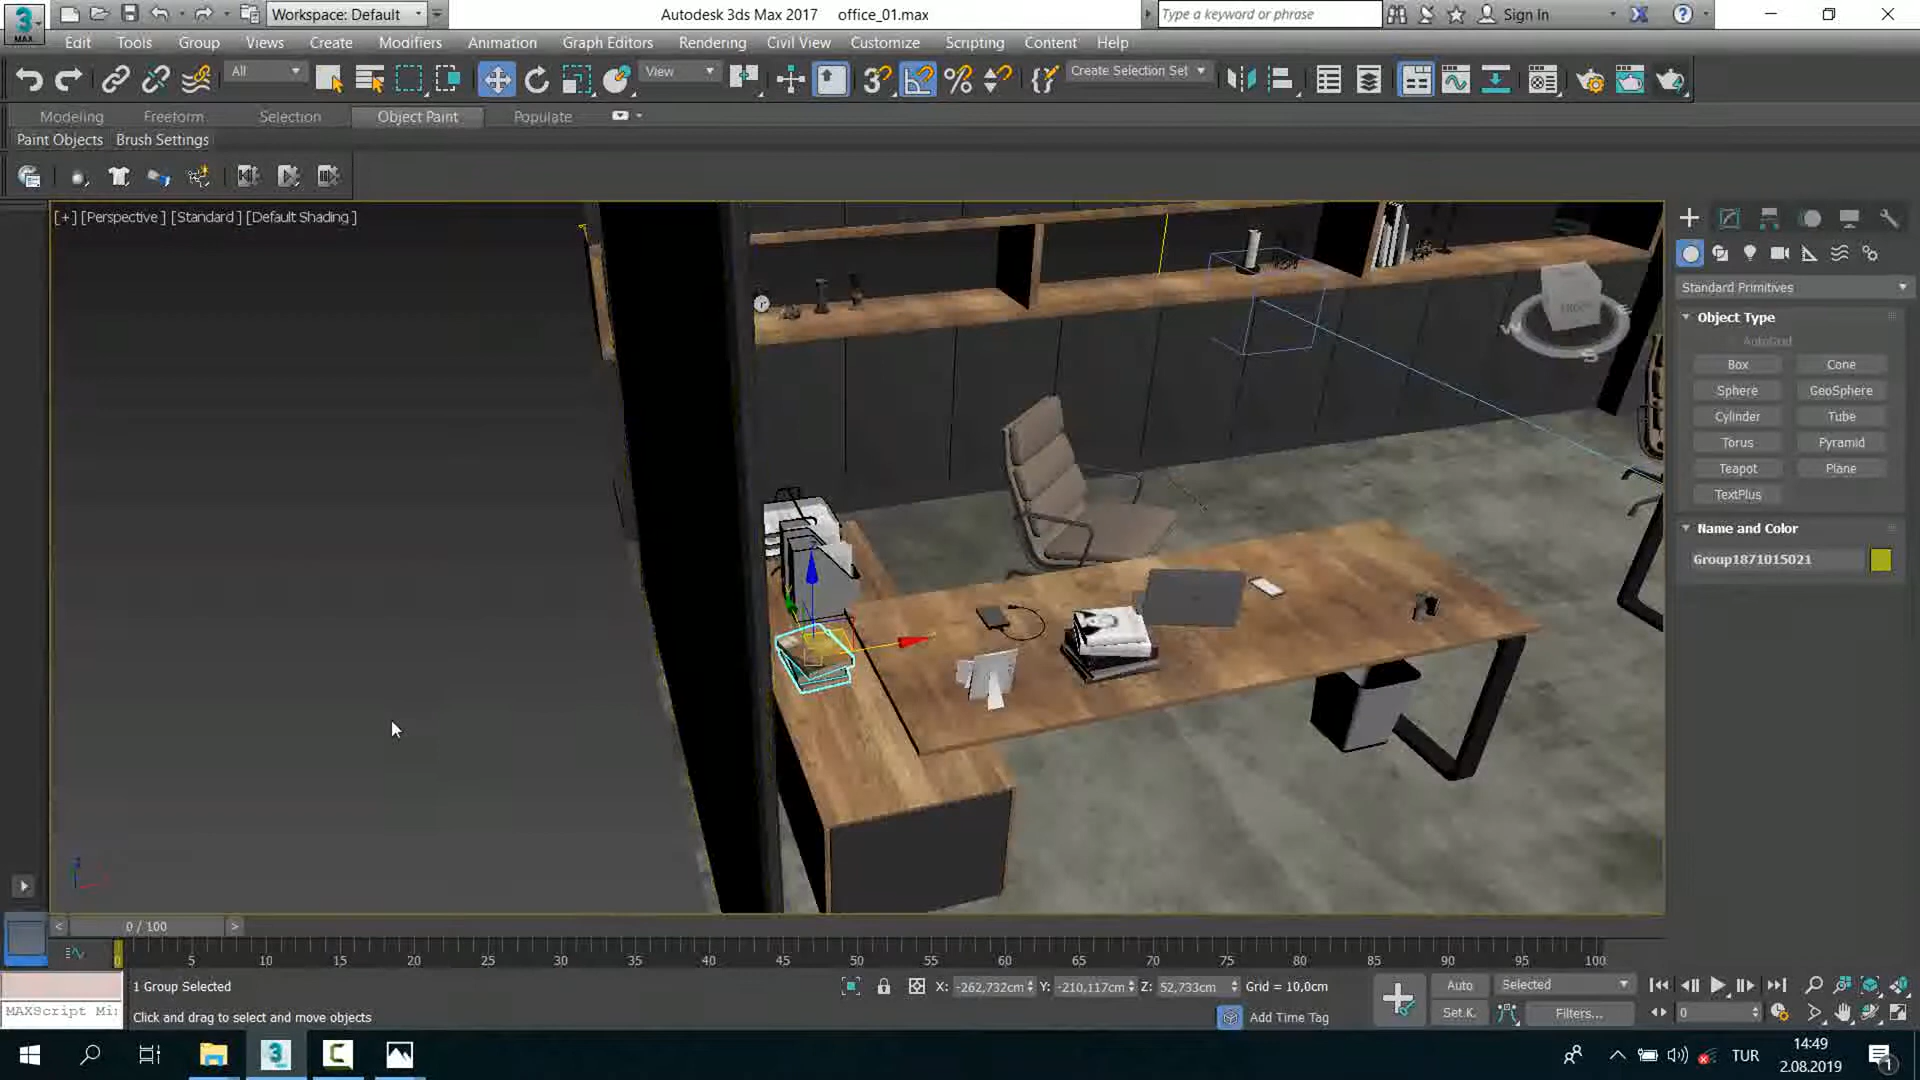 Workspace: Default
Autodesk 3ds Max 2017    office_01.max
Type a keyword or phrase
Sign In
MAX
Edit  Tools  Group  Views  Create  Modifiers  Animation  Graph Editors  Rendering  Civil View  Customize  Scripting  Content  Help
All
View
Create Selection Set
Modeling  Freeform  Selection  Object Paint  Populate
Paint Objects  Brush Settings
[+] [Perspective ] [Standard ] [Default Shading ]
Standard Primitives
Object Type
AutoGrid
Box  Cone
Sphere  GeoSphere
Cylinder  Tube
Torus  Pyramid
Teapot  Plane
TextPlus
Name and Color
Group1871015021
W
S
0 / 100
0  5  10  15  20  25  30  35  40  45  50  55  60  65  70  75  80  85  90  95  100
1 Group Selected
X: -262,732cm  Y: -210,117cm  Z: 52,733cm  Grid = 10,0cm
Auto  Selected
MAXScript Mi:
Click and drag to select and move objects
Add Time Tag
Set K.  Filters...  0
TUR
14:49
2.08.2019
1